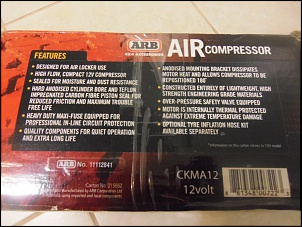 ARB
4x4 ACCESSORIES
AIR COMPRESSOR
FEATURES
• DESIGNED FOR AIR LOCKER USE
• HIGH FLOW, COMPACT 12V COMPRESSOR
• SEALED FOR MOISTURE AND DUST RESISTANCE
• HARD ANODISED CYLINDER BORE AND TEFLON
IMPREGNATED CARBON FIBRE PISTON SEAL FOR
REDUCED FRICTION AND MAXIMUM TROUBLE
FREE LIFE
• HEAVY DUTY MAXI-FUSE EQUIPPED FOR
PROFESSIONAL IN-LINE CIRCUIT PROTECTION
• QUALITY COMPONENTS FOR QUIET OPERATION
AND EXTRA LONG LIFE
• ANODISED MOUNTING BRACKET DISSIPATES
MOTOR HEAT AND ALLOWS COMPRESSOR TO BE
REPOSITIONED 180°
• CONSTRUCTED ENTIRELY OF LIGHTWEIGHT, HIGH
STRENGTH ENGINEERING GRADE MATERIALS
• OVER-PRESSURE SAFETY VALVE EQUIPPED
• MOTOR IS INTERNALLY THERMAL PROTECTED
AGAINST EXTREME TEMPERATURE DAMAGE
• OPTIONAL TYRE INFLATION HOSE KIT
AVAILABLE SEPARATELY
ARB No. 11112041
Carton No. 215662
CKMA12
12volt